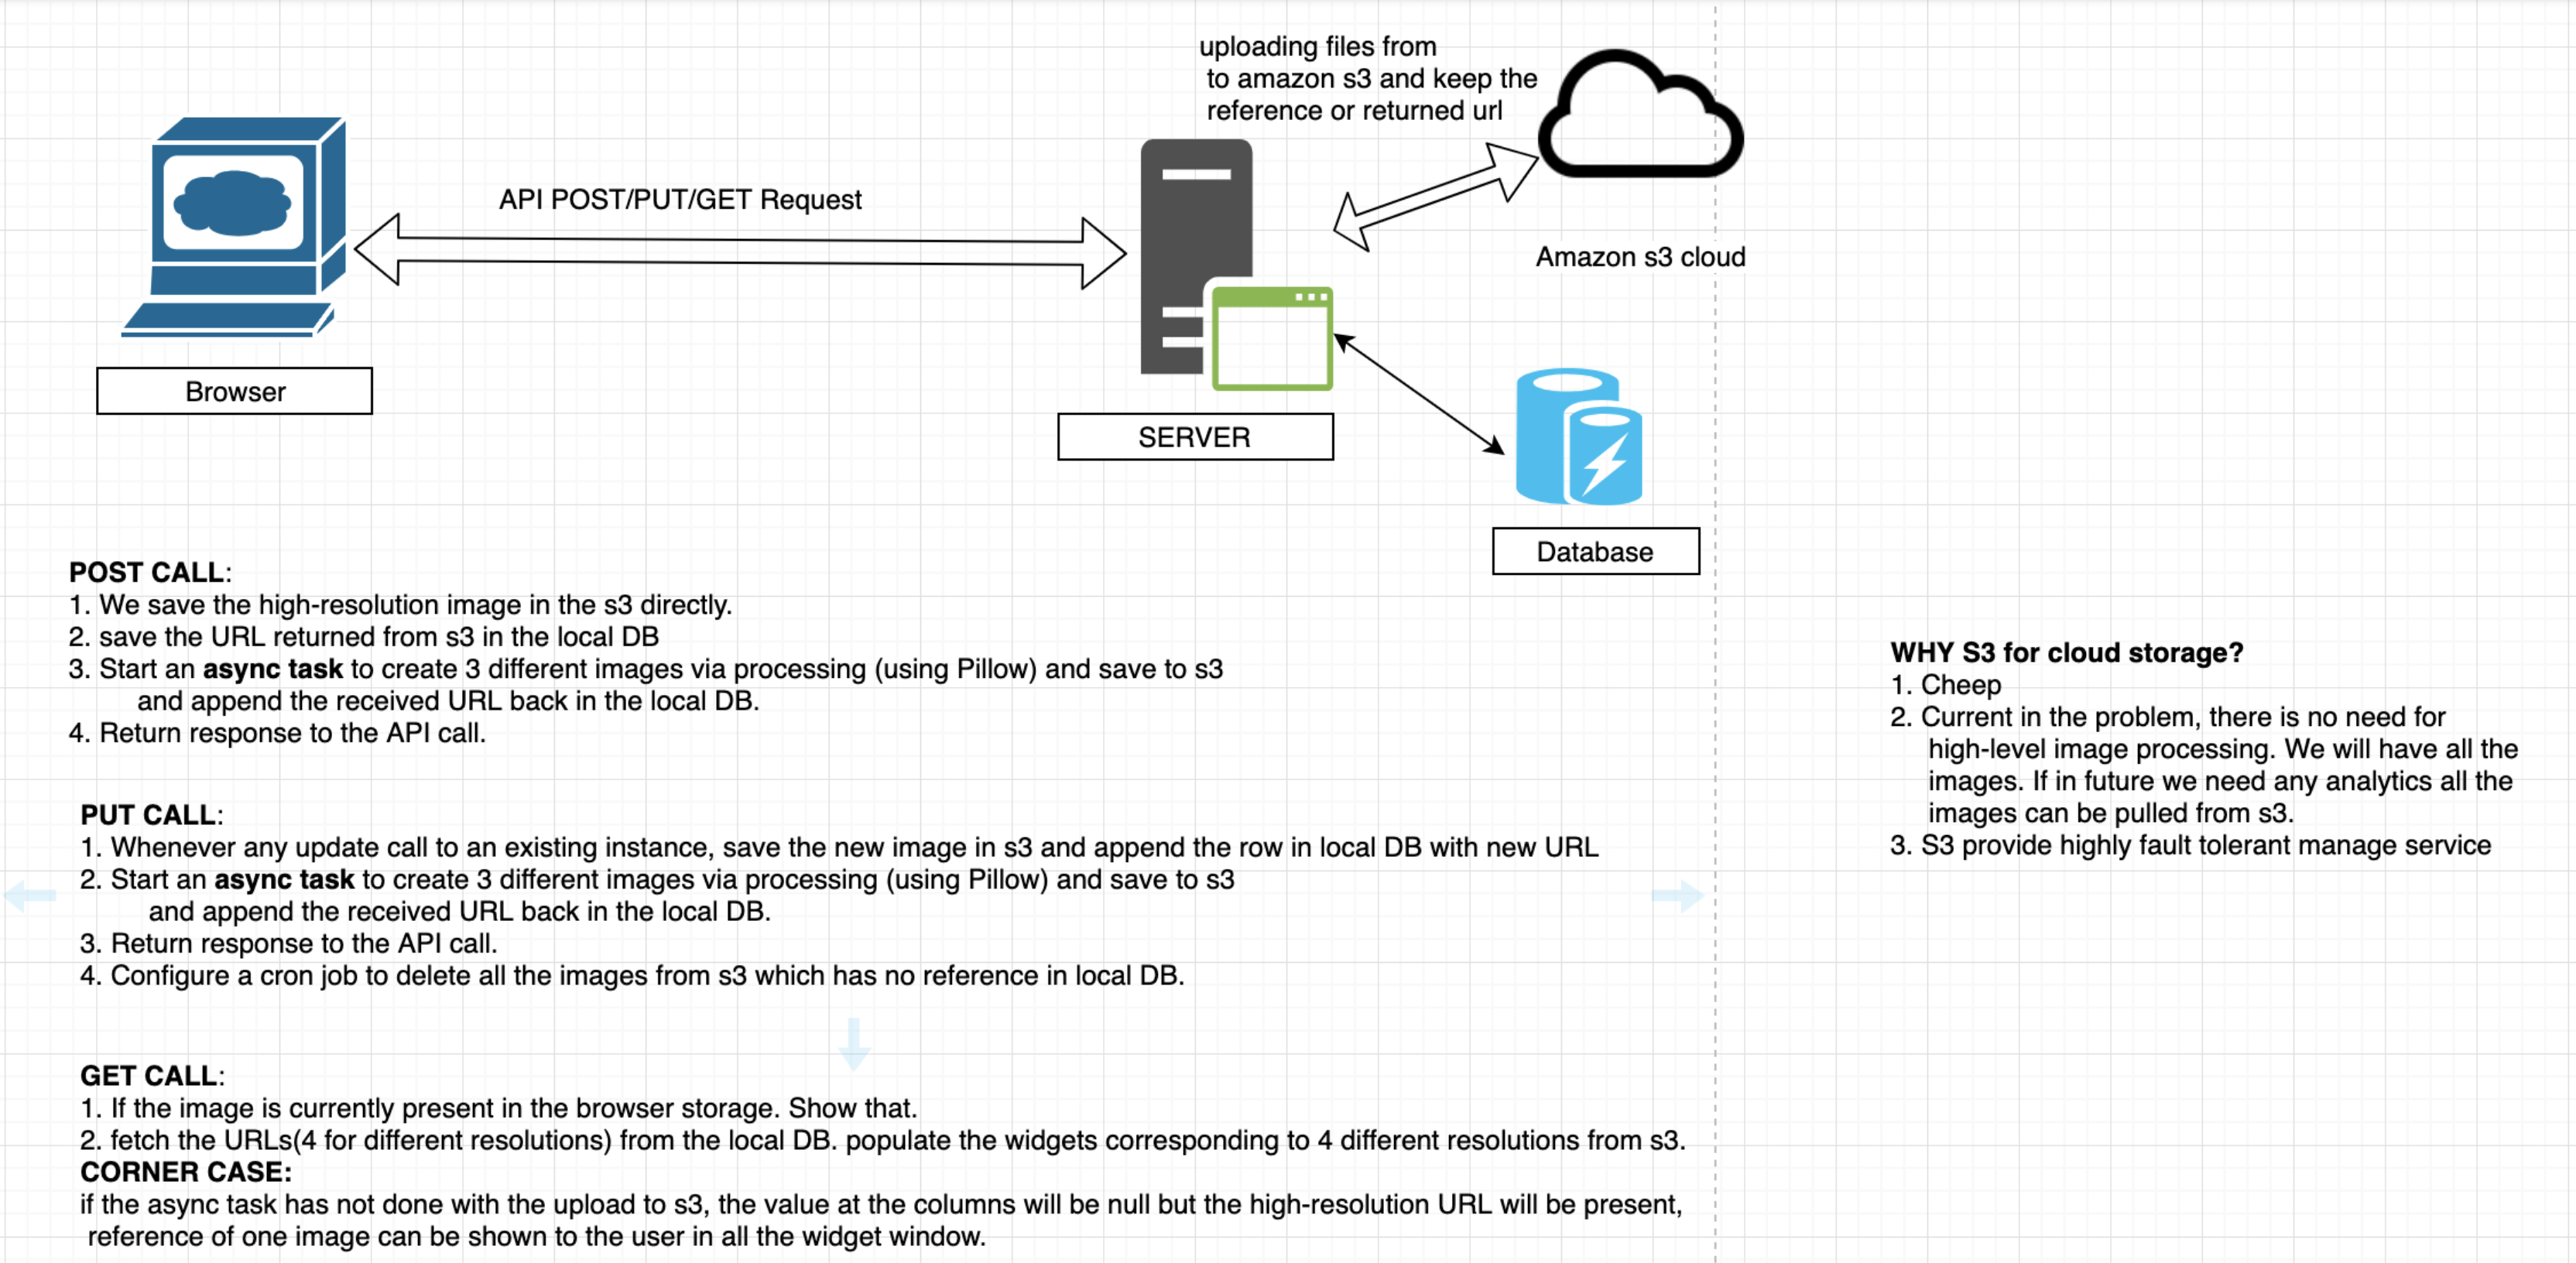 uploading files from
to amazon s3 and keep the
reference or returned url
API POST/PUT/GET Request
Amazon s3 cloud
Browser
SERVER
Database
POST CALL:
1. We save the high-resolution image in the s3 directly.
2. save the URL returned from s3 in the local DB
3. Start an async task to create 3 different images via processing (using Pillow) and save to s3
and append the received URL back in the local DB.
4. Return response to the API call.
PUT CALL:
1. Whenever any update call to an existing instance, save the new image in s3 and append the row in local DB with new URL
2. Start an async task to create 3 different images via processing (using Pillow) and save to s3
and append the received URL back in the local DB.
3. Return response to the API call.
4. Configure a cron job to delete all the images from s3 which has no reference in local DB.
GET CALL:
1. If the image is currently present in the browser storage. Show that.
2. fetch the URLs(4 for different resolutions) from the local DB. populate the widgets corresponding to 4 different resolutions from s3.
CORNER CASE:
if the async task has not done with the upload to s3, the value at the columns will be null but the high-resolution URL will be present,
reference of one image can be shown to the user in all the widget window.
WHY S3 for cloud storage?
1. Cheep
2. Current in the problem, there is no need for
high-level image processing. We will have all the
images. If in future we need any analytics all the
images can be pulled from s3.
3. S3 provide highly fault tolerant manage service